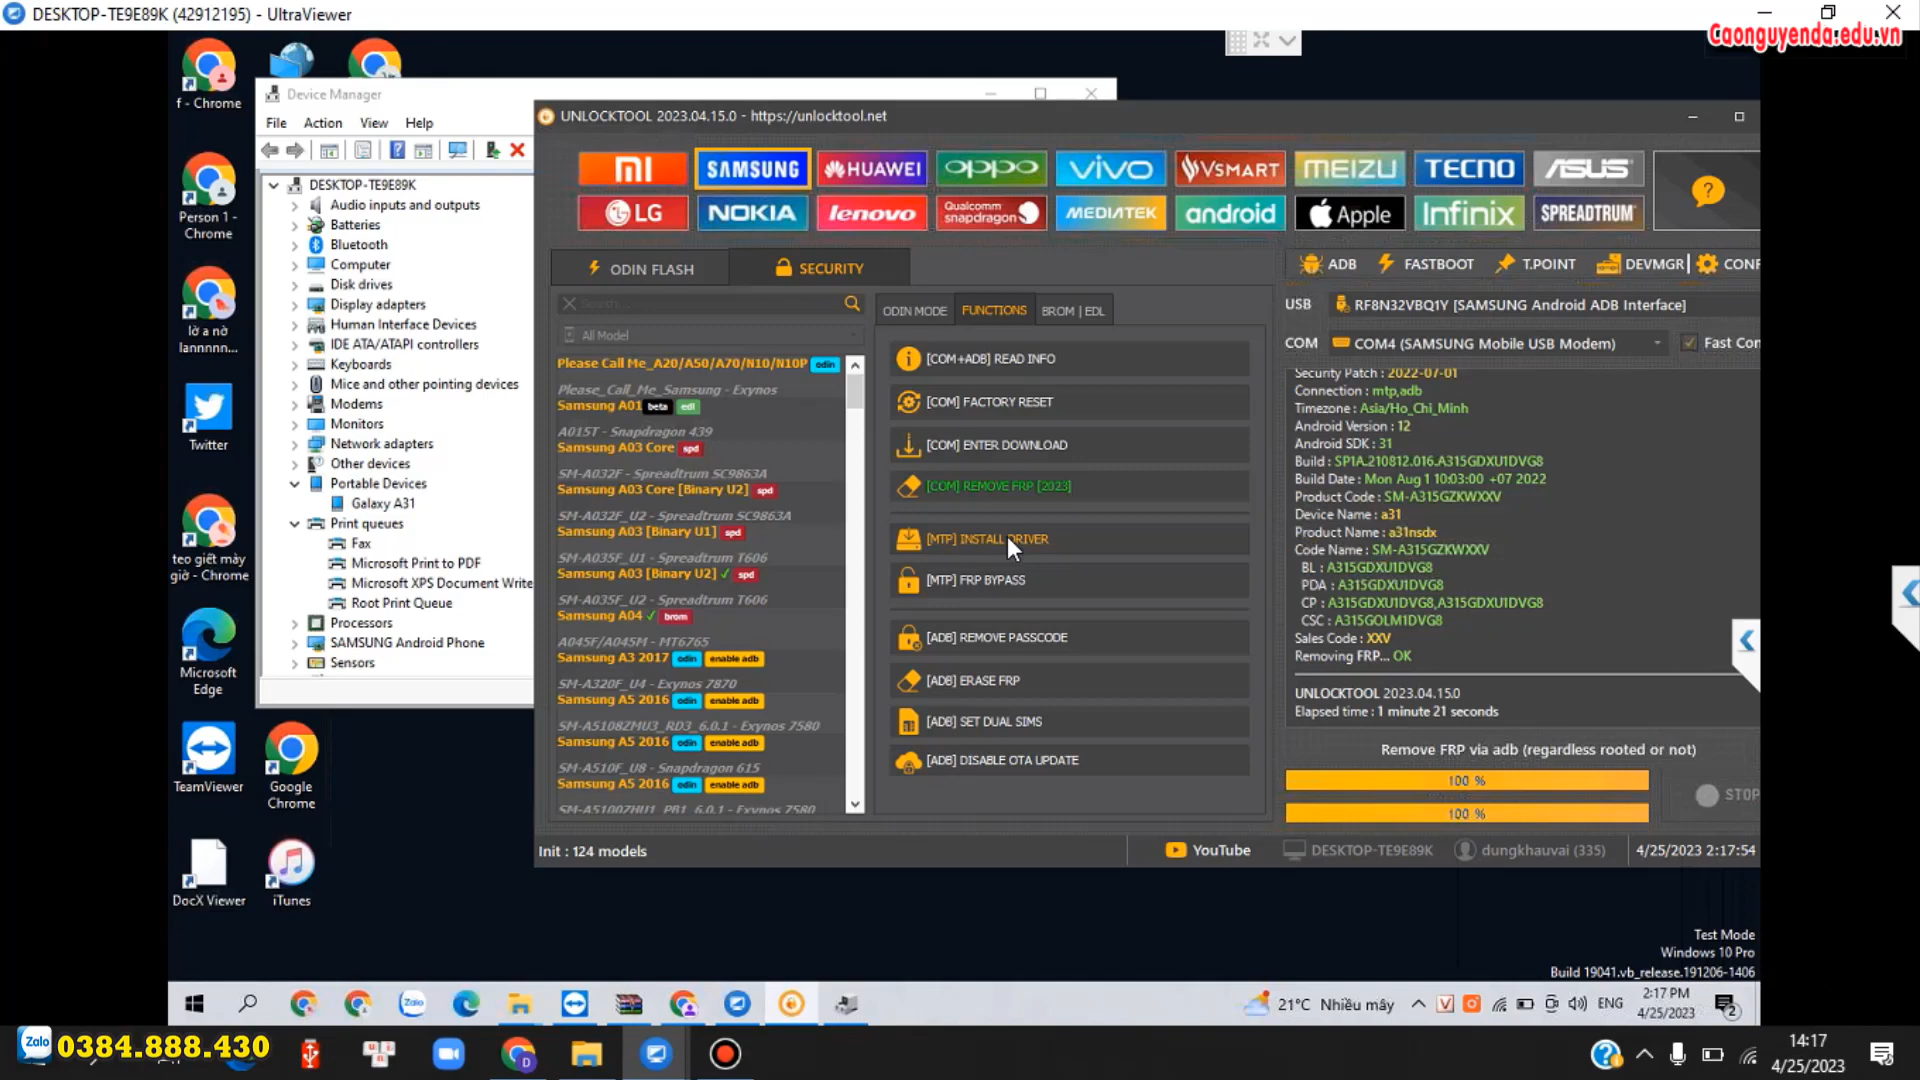 DESKTOP-TE9E89K (42912195) - UltraViewer
Caonguyenda.edu.vn
f - Chrome
Person 1 -
Chrome
lờ a nờ
lannnnn...
Twitter
teo giết mày
giờ - Chrome
Microsoft
Edge
TeamViewer
Google
Chrome
DocX Viewer
iTunes
Device Manager
File Action View Help
DESKTOP-TE9E89K
Audio inputs and outputs
Batteries
Bluetooth
Computer
Disk drives
Display adapters
Human Interface Devices
IDE ATA/ATAPI controllers
Keyboards
Mice and other pointing devices
Modems
Monitors
Network adapters
Other devices
Portable Devices
Galaxy A31
Print queues
Fax
Microsoft Print to PDF
Microsoft XPS Document Write
Root Print Queue
Processors
SAMSUNG Android Phone
Sensors
UNLOCKTOOL 2023.04.15.0 - https://unlocktool.net
MI SAMSUNG HUAWEI oppo vivo VSMART MEIZU TECNO ASUS
LG NOKIA lenovo Qualcomm snapdragon MEDIATEK android Apple Infinix SPREADTRUM
?
ODIN FLASH
SECURITY
Search...
All Model
Please Call Me_A20/A50/A70/N10/N10P odin
Please_Call_Me_Samsung - Exynos
Samsung A01 beta edl
A015T - Snapdragon 439
Samsung A03 Core spd
SM-A032F - Spreadtrum SC9863A
Samsung A03 Core [Binary U2] spd
SM-A032F_U2 - Spreadtrum SC9863A
Samsung A03 [Binary U1] spd
SM-A035F_U1 - Spreadtrum T606
Samsung A03 [Binary U2] ✓ spd
SM-A035F_U2 - Spreadtrum T606
Samsung A04 ✓ brom
A045F/A045M - MT6765
Samsung A3 2017 odin enable adb
SM-A320F_U4 - Exynos 7870
Samsung A5 2016 odin enable adb
SM-A5108ZMU3_RD3_6.0.1 - Exynos 7580
Samsung A5 2016 odin enable adb
SM-A510F_U8 - Snapdragon 615
Samsung A5 2016 odin enable adb
SM-A5100ZHU1_PB1_6.0.1 - Exynos 7580
ODIN MODE FUNCTIONS BROM | EDL
[COM+ADB] READ INFO
[COM] FACTORY RESET
[COM] ENTER DOWNLOAD
[COM] REMOVE FRP [2023]
[MTP] INSTALL DRIVER
[MTP] FRP BYPASS
[ADB] REMOVE PASSCODE
[ADB] ERASE FRP
[ADB] SET DUAL SIMS
[ADB] DISABLE OTA UPDATE
ADB FASTBOOT T.POINT DEVMGR CONF
USB RF8N32VBQ1Y [SAMSUNG Android ADB Interface]
COM COM4 (SAMSUNG Mobile USB Modem) Fast Con
Security Patch : 2022-07-01
Connection : mtp,adb
Timezone : Asia/Ho_Chi_Minh
Android Version : 12
Android SDK : 31
Build : SP1A.210812.016.A315GDXU1DVG8
Build Date : Mon Aug 1 10:03:00 +07 2022
Product Code : SM-A315GZKWXXV
Device Name : a31
Product Name : a31nsdx
Code Name : SM-A315GZKWXXV
BL : A315GDXU1DVG8
PDA : A315GDXU1DVG8
CP : A315GDXU1DVG8,A315GDXU1DVG8
CSC : A315GOLM1DVG8
Sales Code : XXV
Removing FRP... OK
UNLOCKTOOL 2023.04.15.0
Elapsed time : 1 minute 21 seconds
Remove FRP via adb (regardless rooted or not)
100 %
100 %
STOP
Init : 124 models
YouTube DESKTOP-TE9E89K dungkhauvai (335) 4/25/2023 2:17:54
Test Mode
Windows 10 Pro
Build 19041.vb_release.191206-1406
Zalo
21°C Nhiều mây
ENG
2:17 PM
4/25/2023
2
Zalo 0384.888.430
14:17
4/25/2023